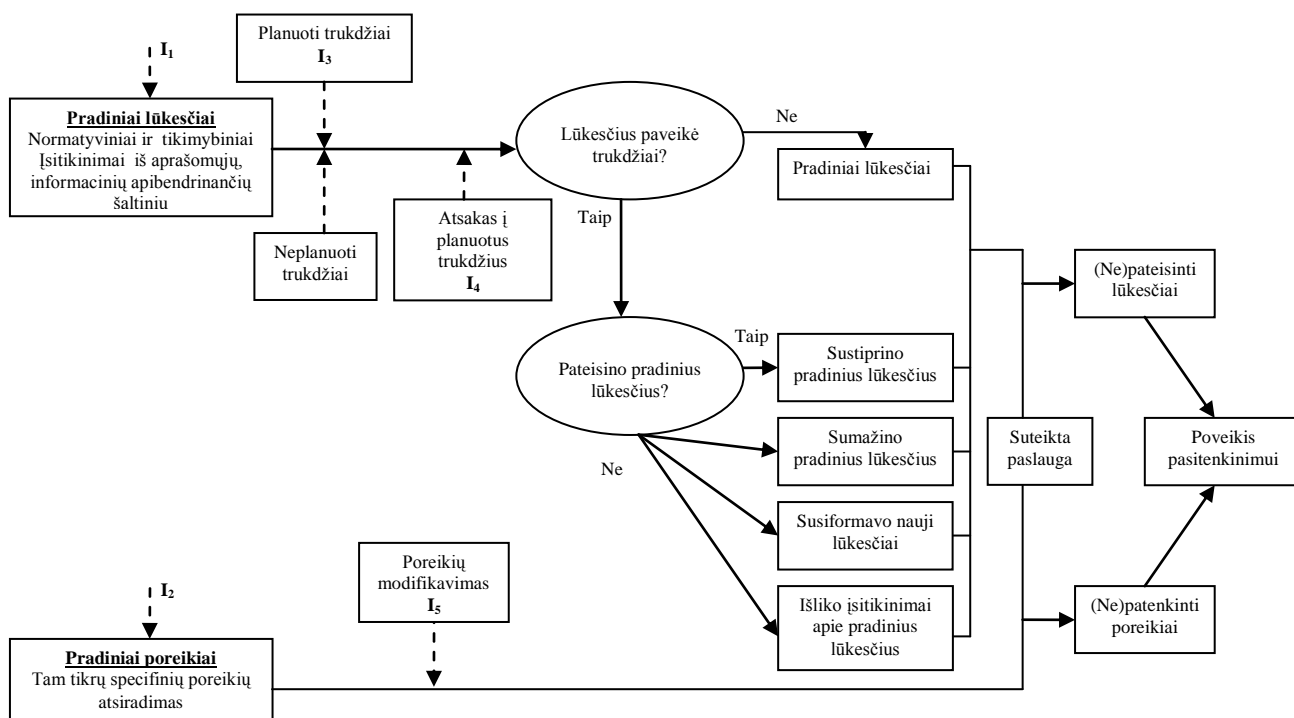 Planuoti trukdžiai
I₃
I₁
Pradiniai lūkesčiai
Normatyviniai ir tikimybiniai
Įsitikinimai iš aprašomųjų,
informacinių apibendrinančių
šaltiniu
Neplanuoti
trukdžiai
Atsakas į
planuotus
trukdžius
I₄
Lūkesčius paveikė
trukdžiai?
Ne
Pradiniai lūkesčiai
Taip
Pateisino pradinius
lūkesčius?
Taip
Sustiprino
pradinius lūkesčius
Ne
Sumažino
pradinius lūkesčius
Susiformavo nauji
lūkesčiai
Išliko įsitikinimai
apie pradinius
lūkesčius
Suteikta
paslauga
(Ne)pateisinti
lūkesčiai
Poveikis
pasitenkinimui
(Ne)patenkinti
poreikiai
I₂
Pradiniai poreikiai
Tam tikrų specifinių poreikių
atsiradimas
Poreikių
modifikavimas
I₅